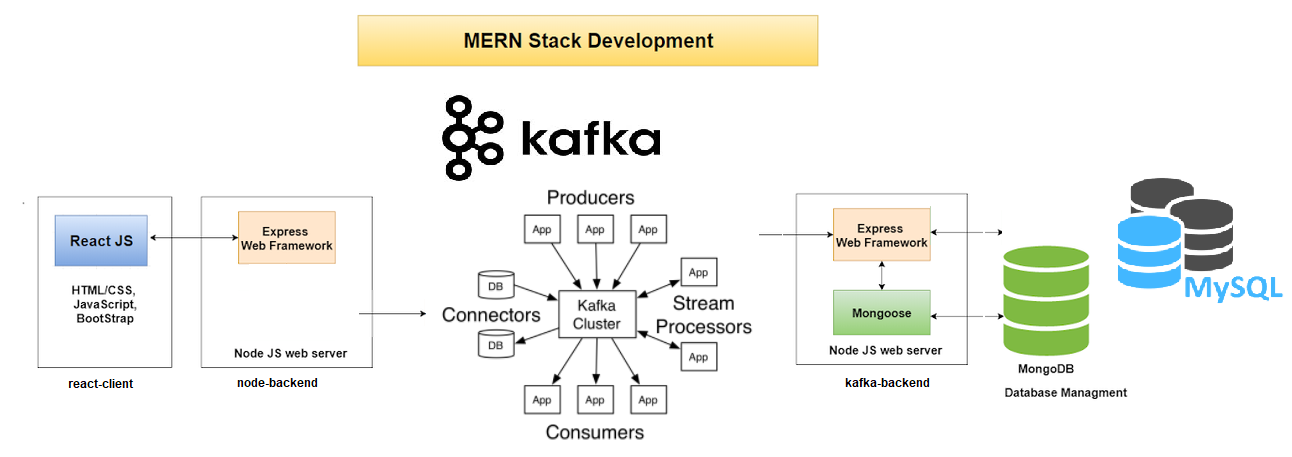 MERN Stack Development
kafka
React JS
HTML/CSS,
JavaScript,
BootStrap
react-client
Express
Web Framework
Node JS web server
node-backend
Producers
App
App
App
DB
Connectors
DB
Kafka
Cluster
App
Stream
Processors
App
App
App
App
Consumers
Express
Web Framework
Mongoose
Node JS web server
kafka-backend
MongoDB
Database Managment
MySQL